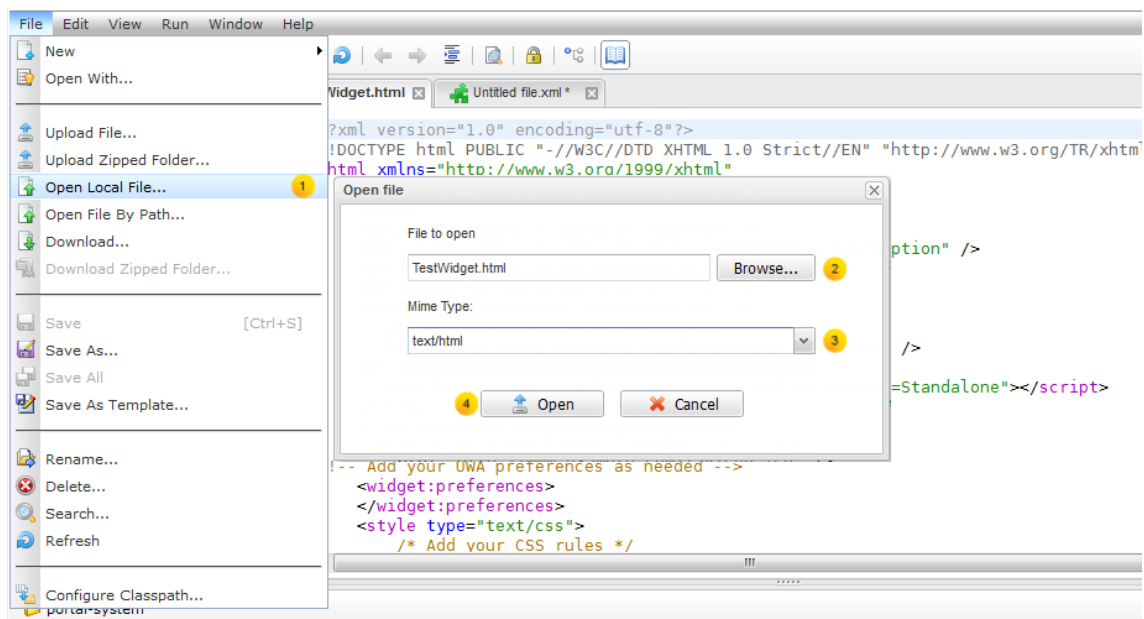 File Edit View Run Window Help
New
Open With...
Upload File...
Upload Zipped Folder...
Open Local File... 1
Open File By Path...
Download...
Download Zipped Folder...
Save [Ctrl+S]
Save As...
Save All
Save As Template...
Rename...
Delete...
Search...
Refresh
Configure Classpath...
portal-system
Widget.html Untitled file.xml *
?xml version="1.0" encoding="utf-8"?>
!DOCTYPE html PUBLIC "-//W3C//DTD XHTML 1.0 Strict//EN" "http://www.w3.org/TR/xhtml
html xmlns="http://www.w3.org/1999/xhtml"
Open file
File to open
TestWidget.html Browse... 2
Mime Type:
text/html 3
4 Open Cancel
ption" />
/>
=Standalone"></script>
!-- Add your UWA preferences as needed -->
<widget:preferences>
</widget:preferences>
<style type="text/css">
/* Add your CSS rules */